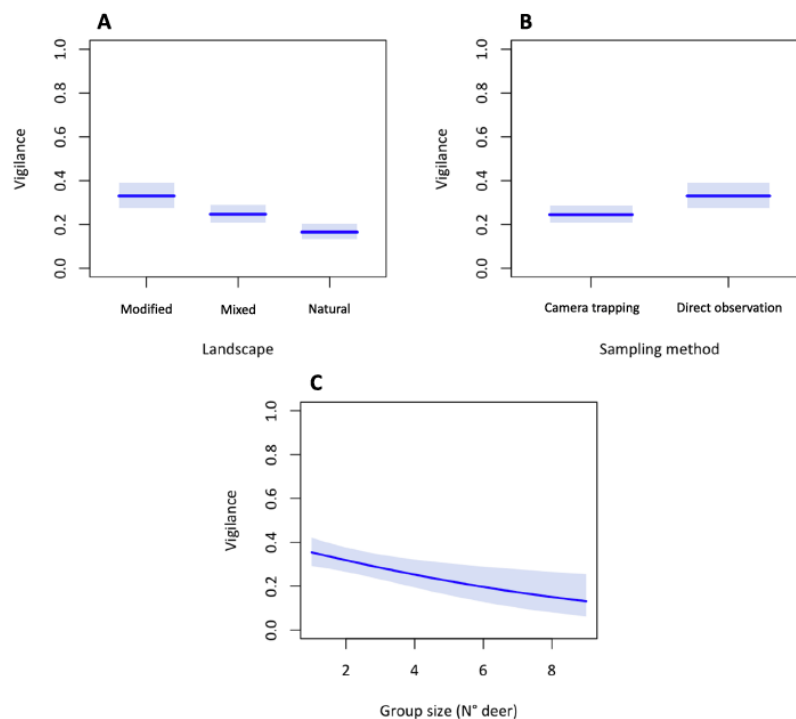 A
B
1.0
0.8
0.6
0.4
0.2
0.0
Vigilance
Modified
Mixed
Natural
Landscape
1.0
0.8
0.6
0.4
0.2
0.0
Vigilance
Camera trapping
Direct observation
Sampling method
C
1.0
0.8
0.6
0.4
0.2
0.0
Vigilance
2
4
6
8
Group size (N° deer)